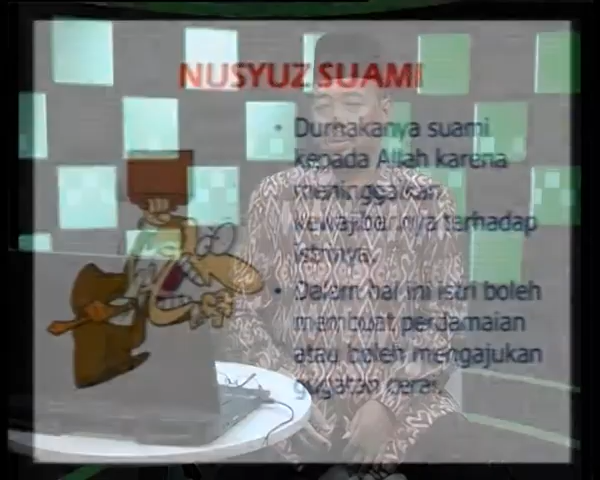 NUSYUZ SUAMI
• Durhakanya suami
kepada Allah karena
meninggalkan
kewajibannya terhadap
istrinya.
• Dalam hal ini istri boleh
membuat perdamaian
atau boleh mengajukan
gugatan cerai